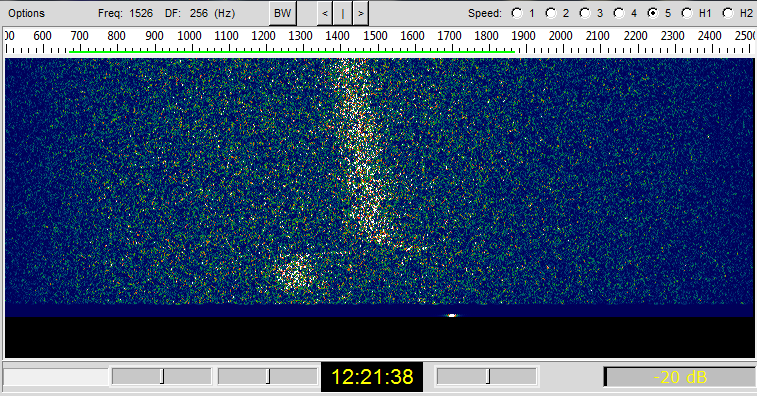 Options Freq: 1526 DF: 256 (Hz) BW < | > Speed: 1 2 3 4 5 H1 H2
00 600 700 800 900 1000 1100 1200 1300 1400 1500 1600 1700 1800 1900 2000 2100 2200 2300 2400 250
12:21:38 -20 dB